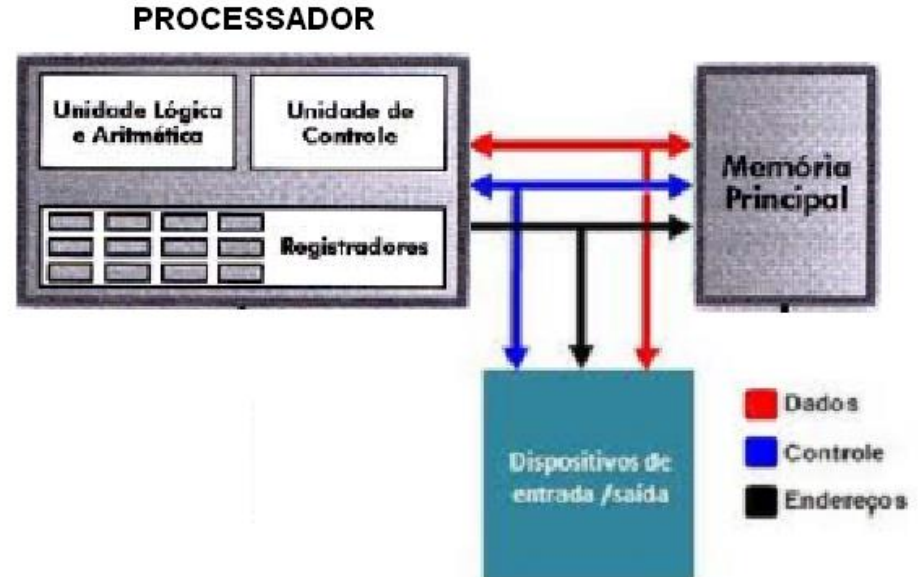 PROCESSADOR
Unidade Lógica
e Aritmética
Unidade de
Controle
Registradores
Memória
Principal
Dispositivos de
entrada /saída
Dados
Controle
Endereços